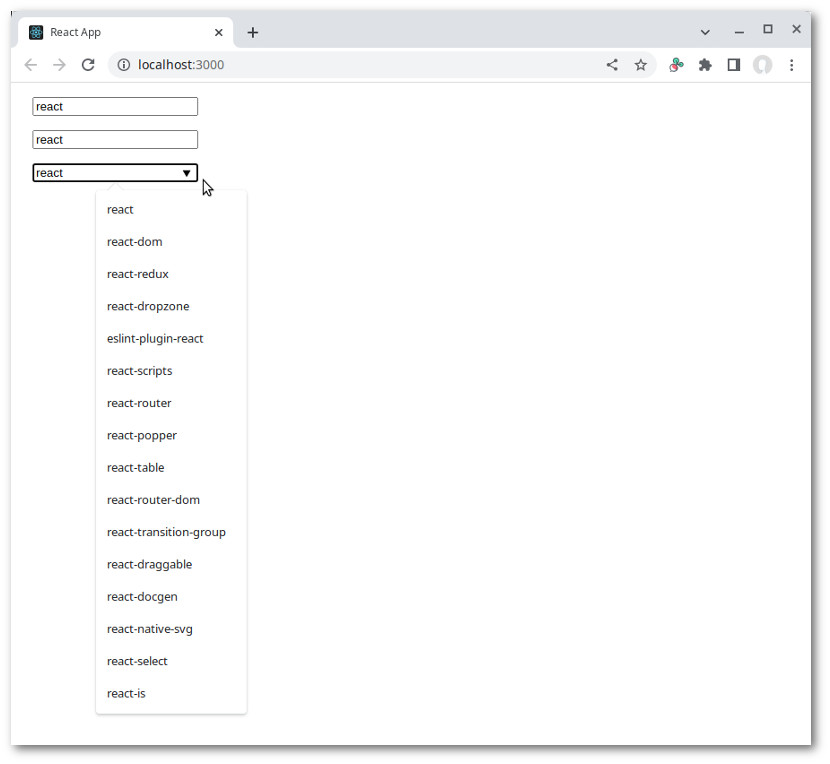 React App
localhost:3000
react
react
react
react
react-dom
react-redux
react-dropzone
eslint-plugin-react
react-scripts
react-router
react-popper
react-table
react-router-dom
react-transition-group
react-draggable
react-docgen
react-native-svg
react-select
react-is